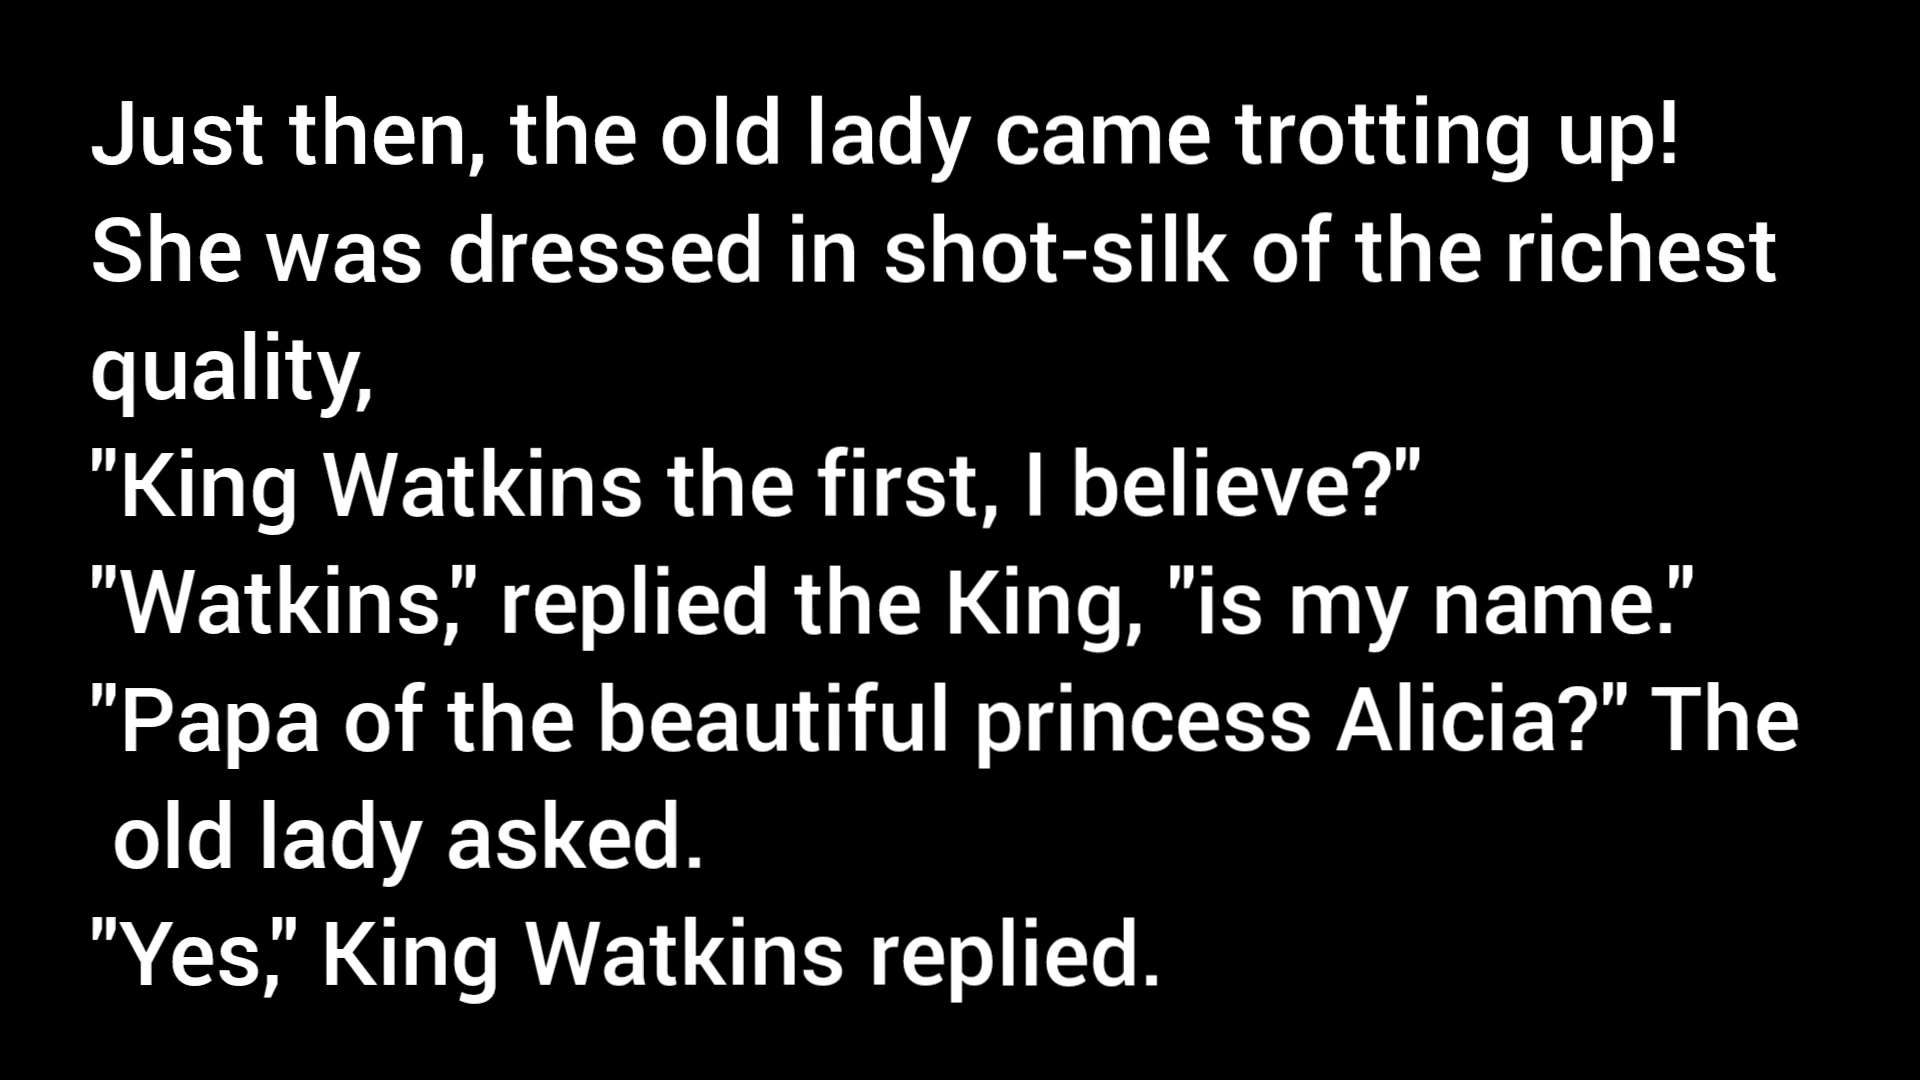 Just then, the old lady came trotting up!
She was dressed in shot-silk of the richest
quality,
"King Watkins the first, I believe?"
"Watkins," replied the King, "is my name."
"Papa of the beautiful princess Alicia?" The
old lady asked.
"Yes," King Watkins replied.